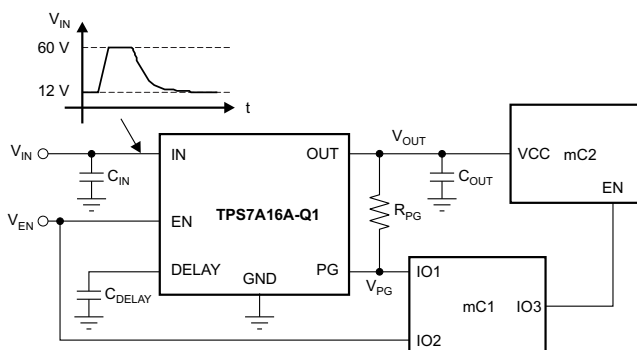 V_IN
60 V
12 V
t
V_IN
C_IN
IN
OUT
V_OUT
VCC
mC2
C_OUT
EN
V_EN
EN
TPS7A16A-Q1
R_PG
DELAY
GND
PG
V_PG
IO1
C_DELAY
mC1
IO3
IO2